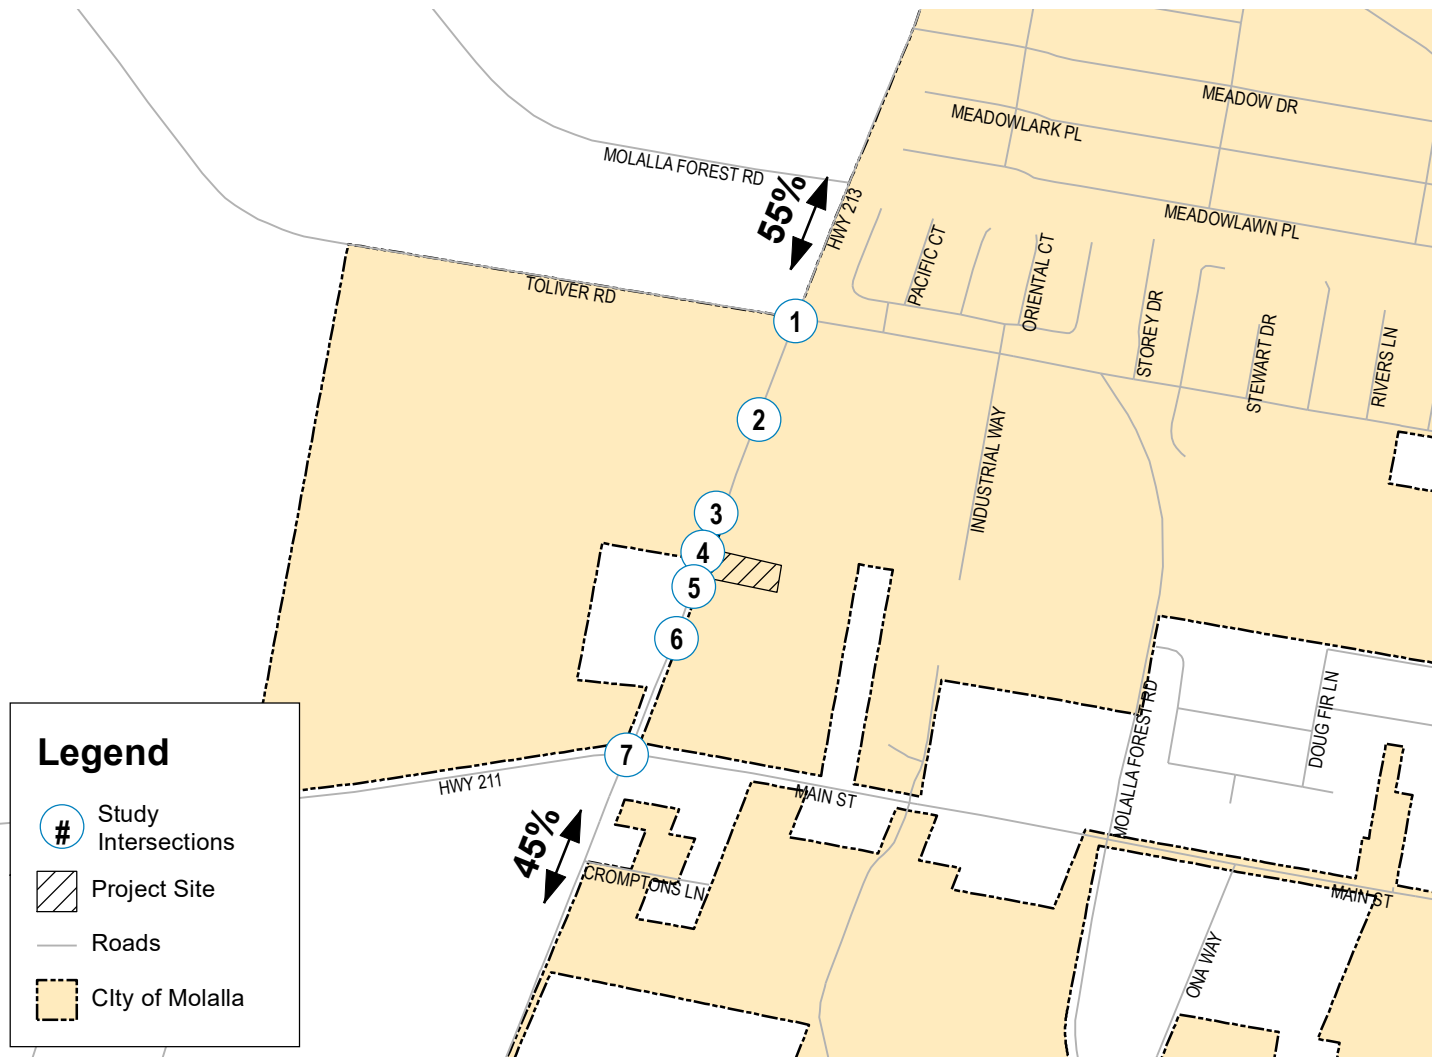 MEADOW DR
MEADOWLARK PL
MOLALLA FOREST RD
55%
HWY 213
MEADOWLAWN PL
PACIFIC CT
ORIENTAL CT
TOLIVER RD
STOREY DR
STEWART DR
RIVERS LN
1
2
INDUSTRIAL WAY
3
4
5
6
7
MOLALLA FOREST RD
DOUG FIR LN
HWY 211
MAIN ST
45%
CROMPTONS LN
MAIN ST
ONA WAY
Legend
# Study
Intersections
Project Site
Roads
CIty of Molalla